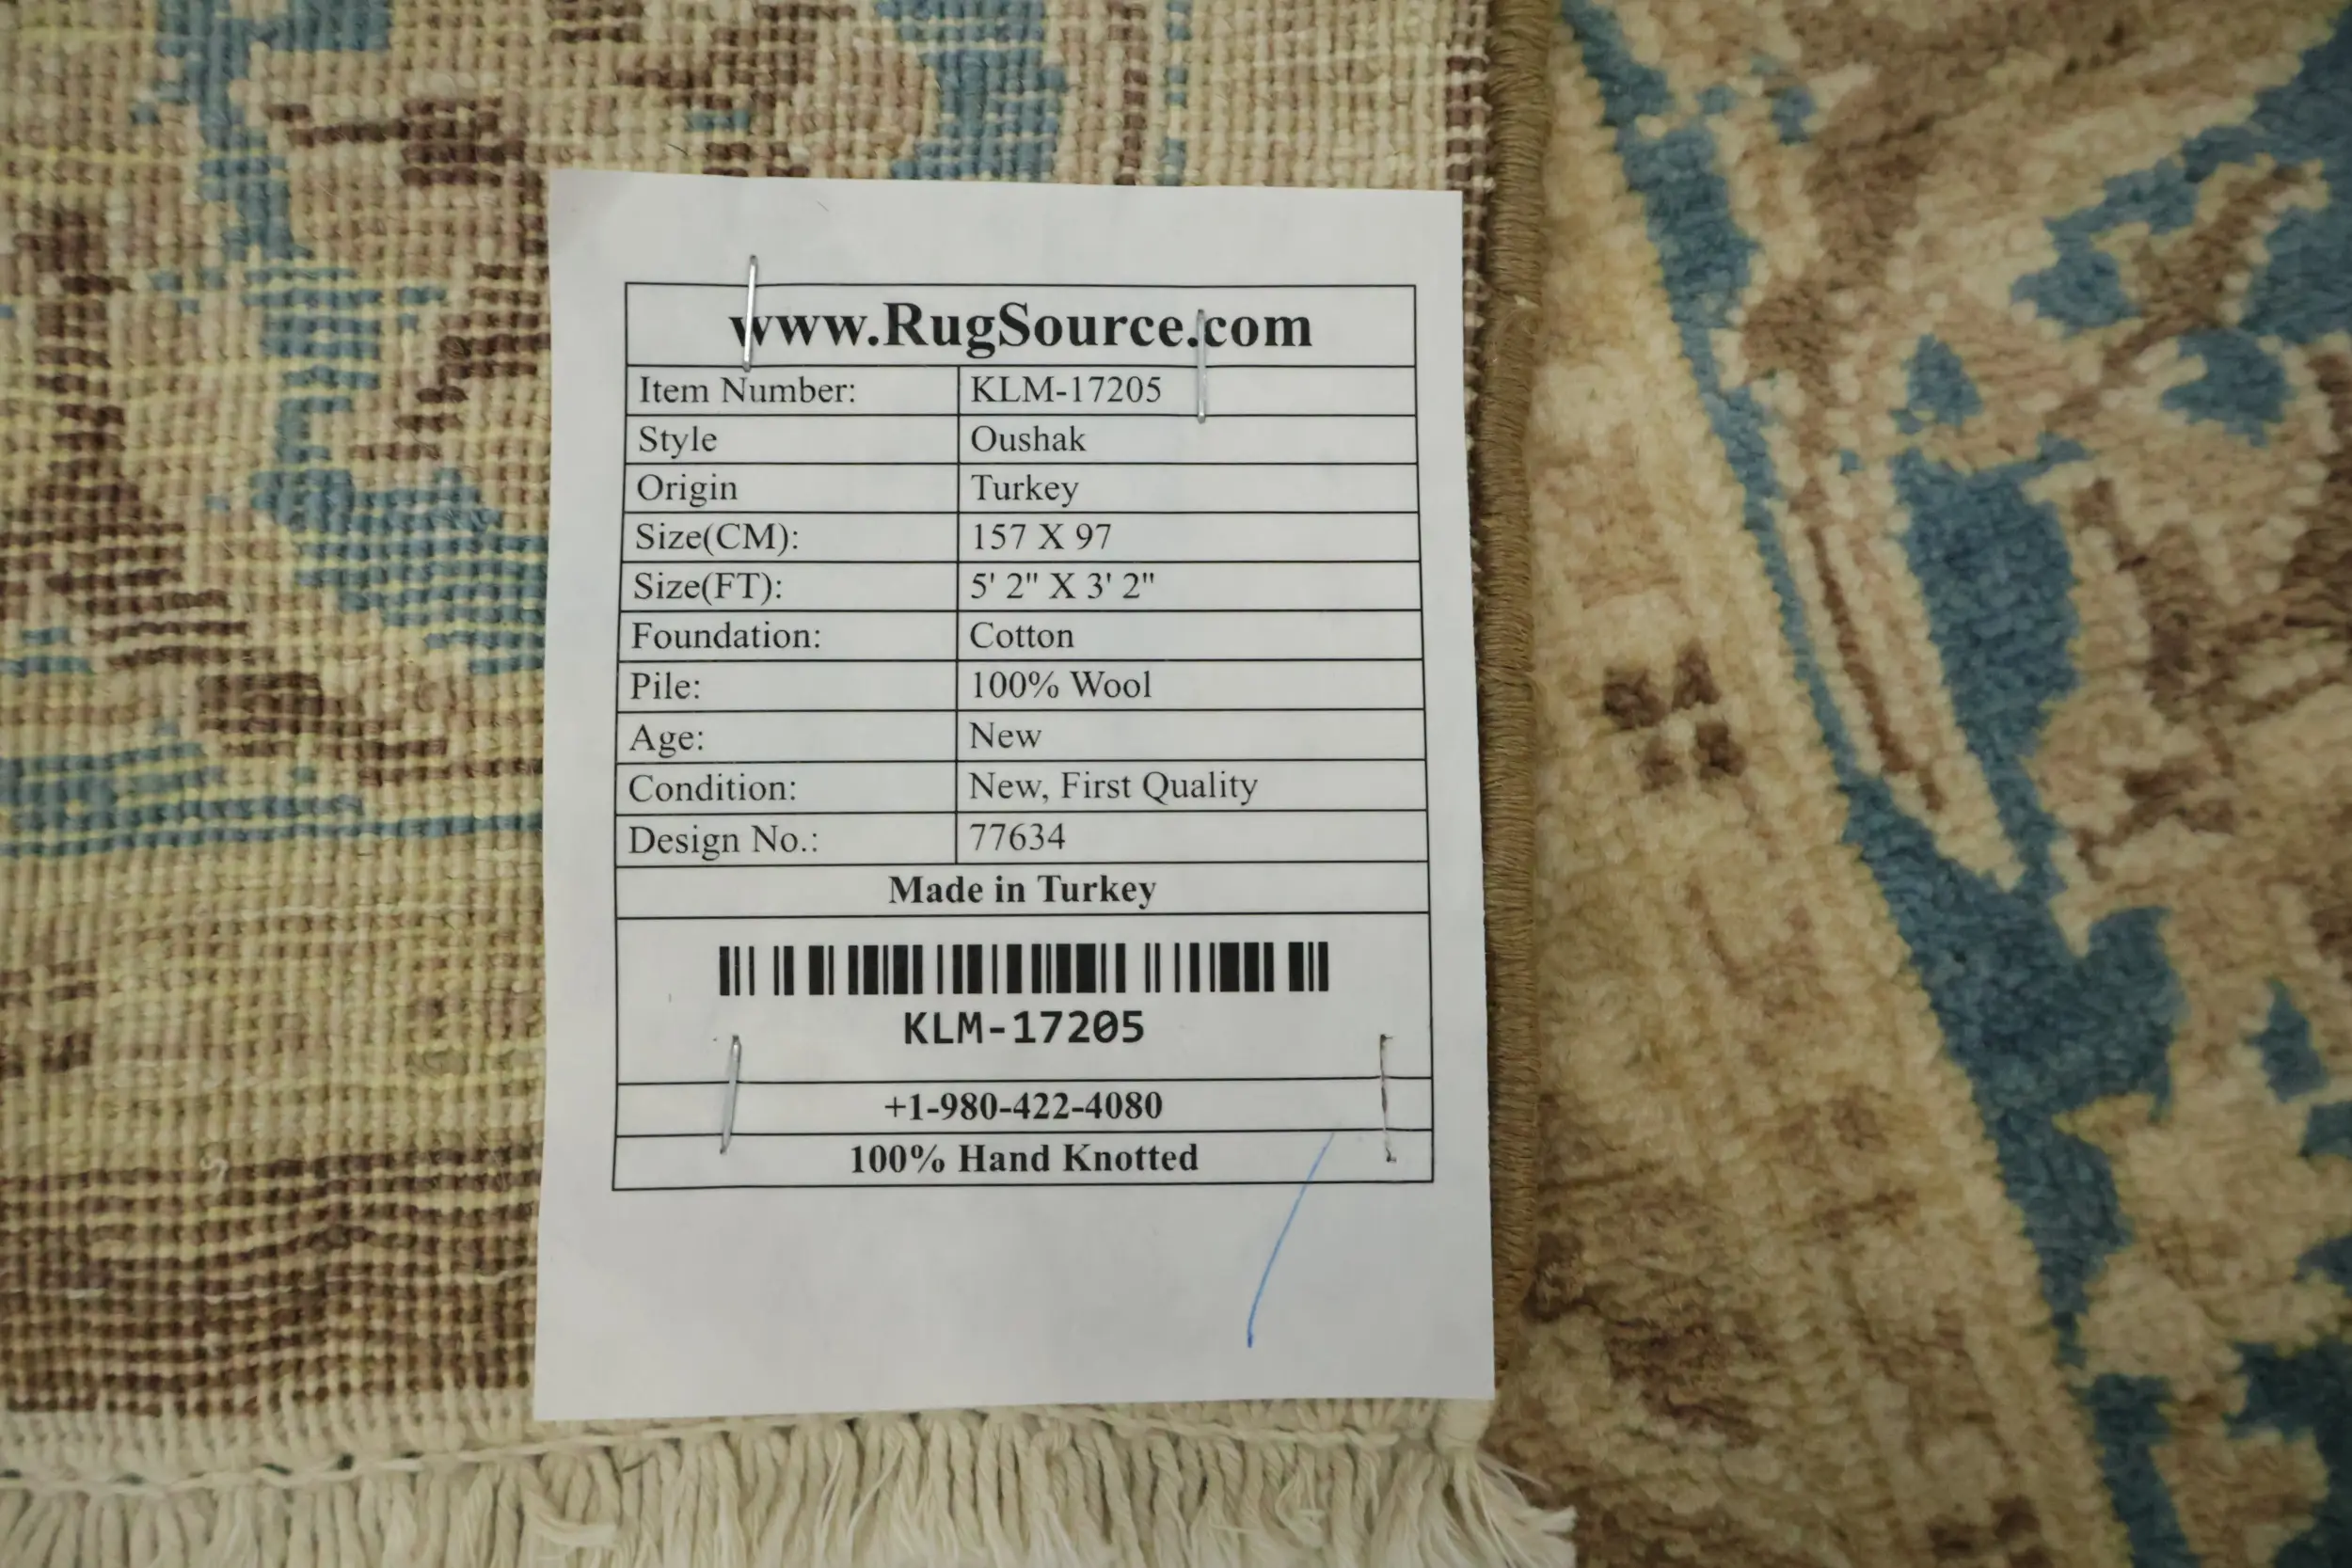 www.RugSource.com
Item Number: KLM-17205
Style Oushak
Origin Turkey
Size(CM): 157 X 97
Size(FT): 5' 2" X 3' 2"
Foundation: Cotton
Pile: 100% Wool
Age: New
Condition: New, First Quality
Design No.: 77634
Made in Turkey
KLM-17205
+1-980-422-4080
100% Hand Knotted